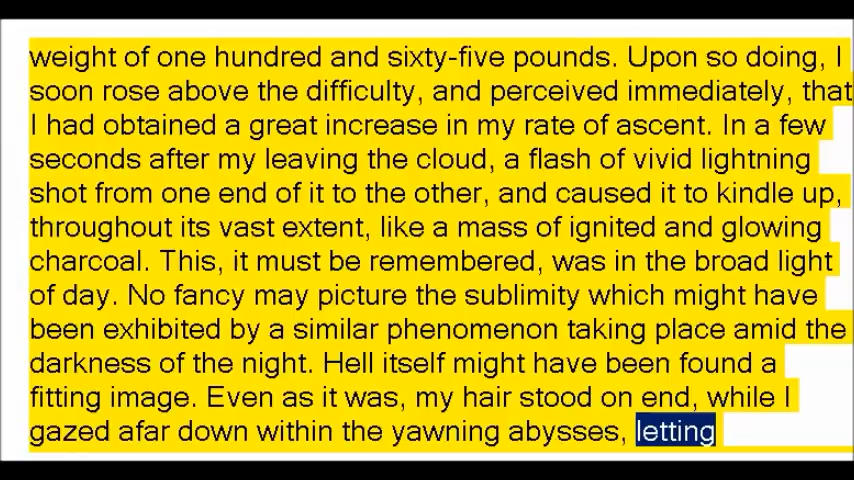 weight of one hundred and sixty-five pounds. Upon so doing, I
soon rose above the difficulty, and perceived immediately, that
I had obtained a great increase in my rate of ascent. In a few
seconds after my leaving the cloud, a flash of vivid lightning
shot from one end of it to the other, and caused it to kindle up,
throughout its vast extent, like a mass of ignited and glowing
charcoal. This, it must be remembered, was in the broad light
of day. No fancy may picture the sublimity which might have
been exhibited by a similar phenomenon taking place amid the
darkness of the night. Hell itself might have been found a
fitting image. Even as it was, my hair stood on end, while I
gazed afar down within the yawning abysses, letting